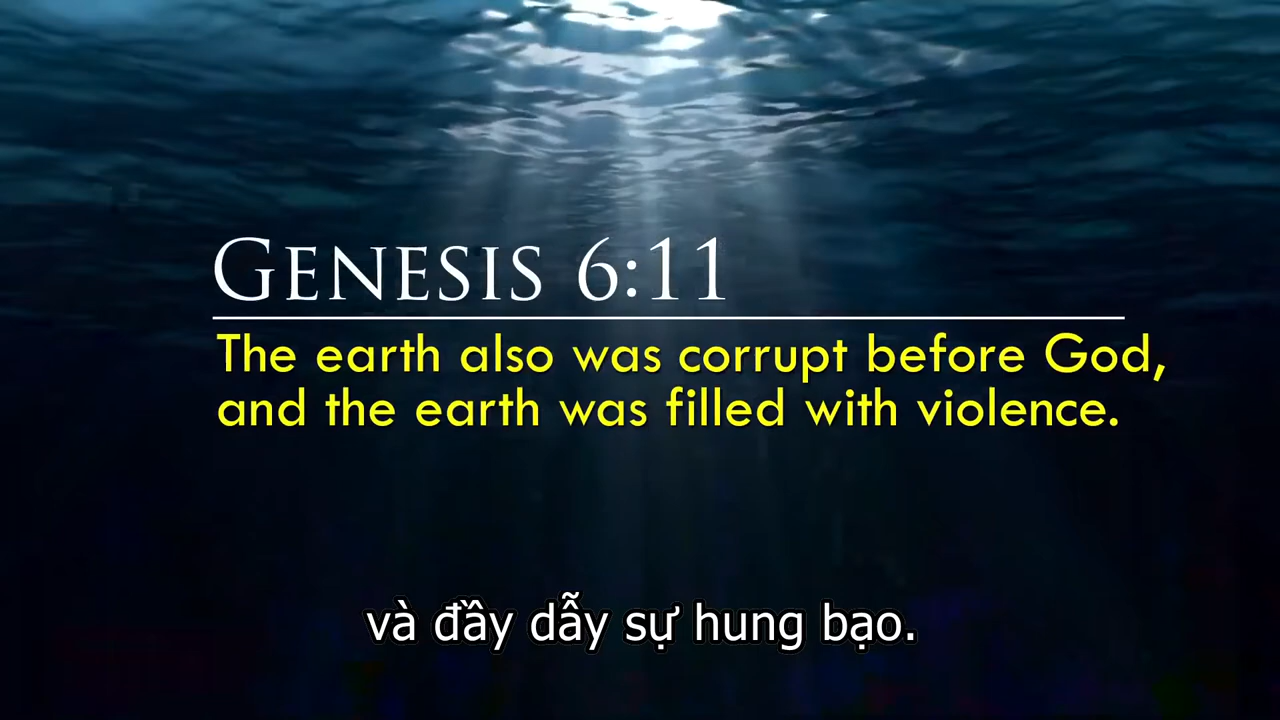 GENESIS 6:11
The earth also was corrupt before God,
and the earth was filled with violence.
và đầy dẫy sự hung bạo.